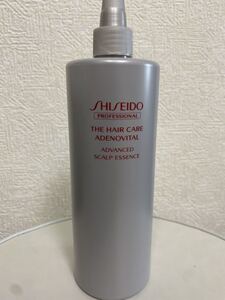 SHISEIDO
PROFESSIONAL
THE HAIR CARE
ADENOVITAL
ADVANCED
SCALP ESSENCE